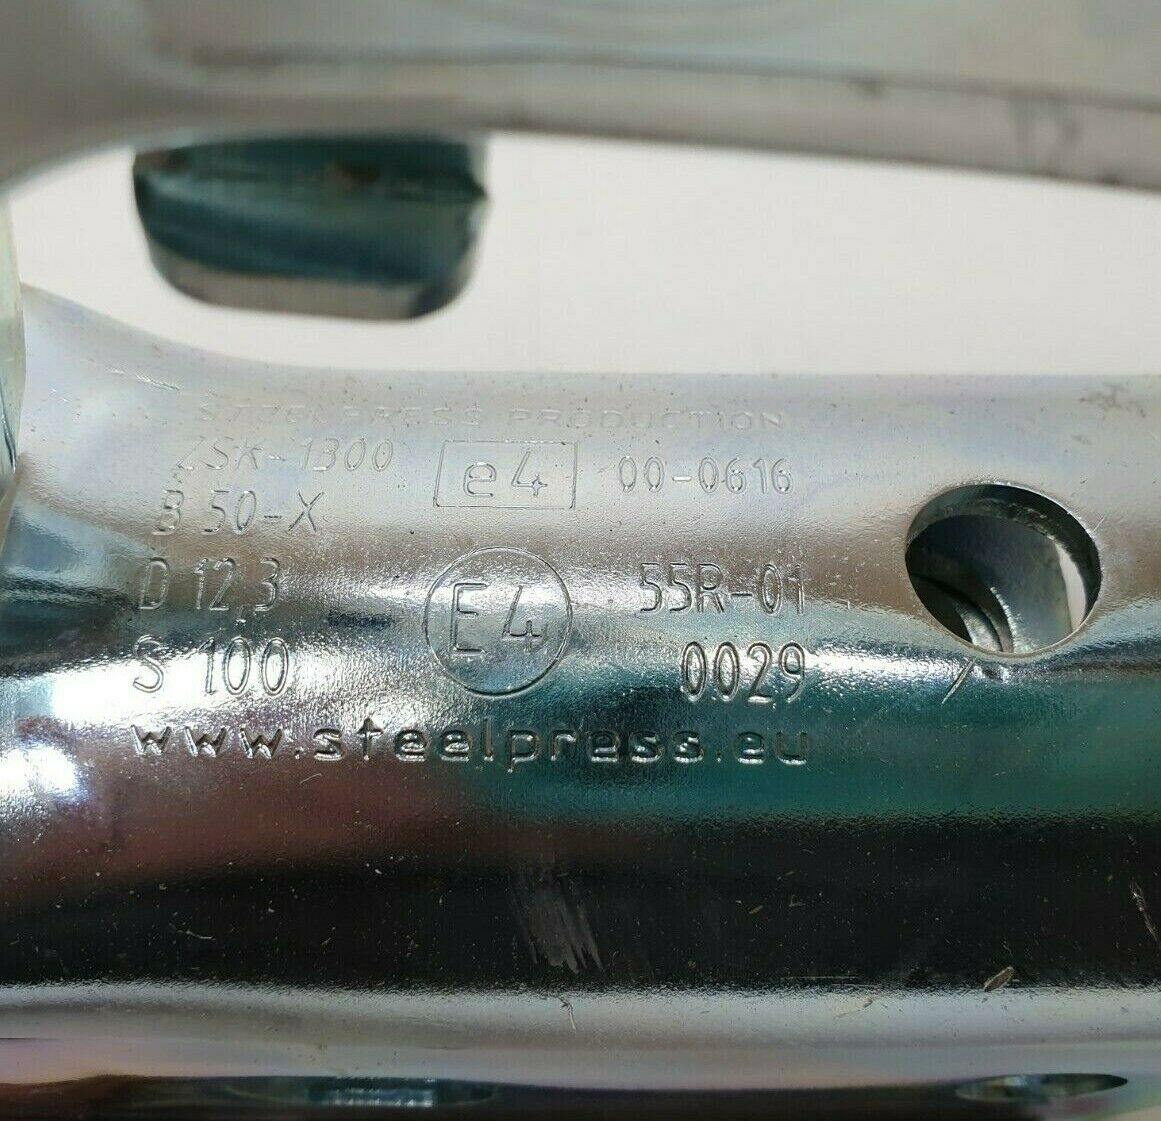 STEELPRESS PRODUCTION
ZSK-1300
e4 00-0616
B 50-X
D 12,3
E4 55R-01
S 100
0029
www.steelpress.eu